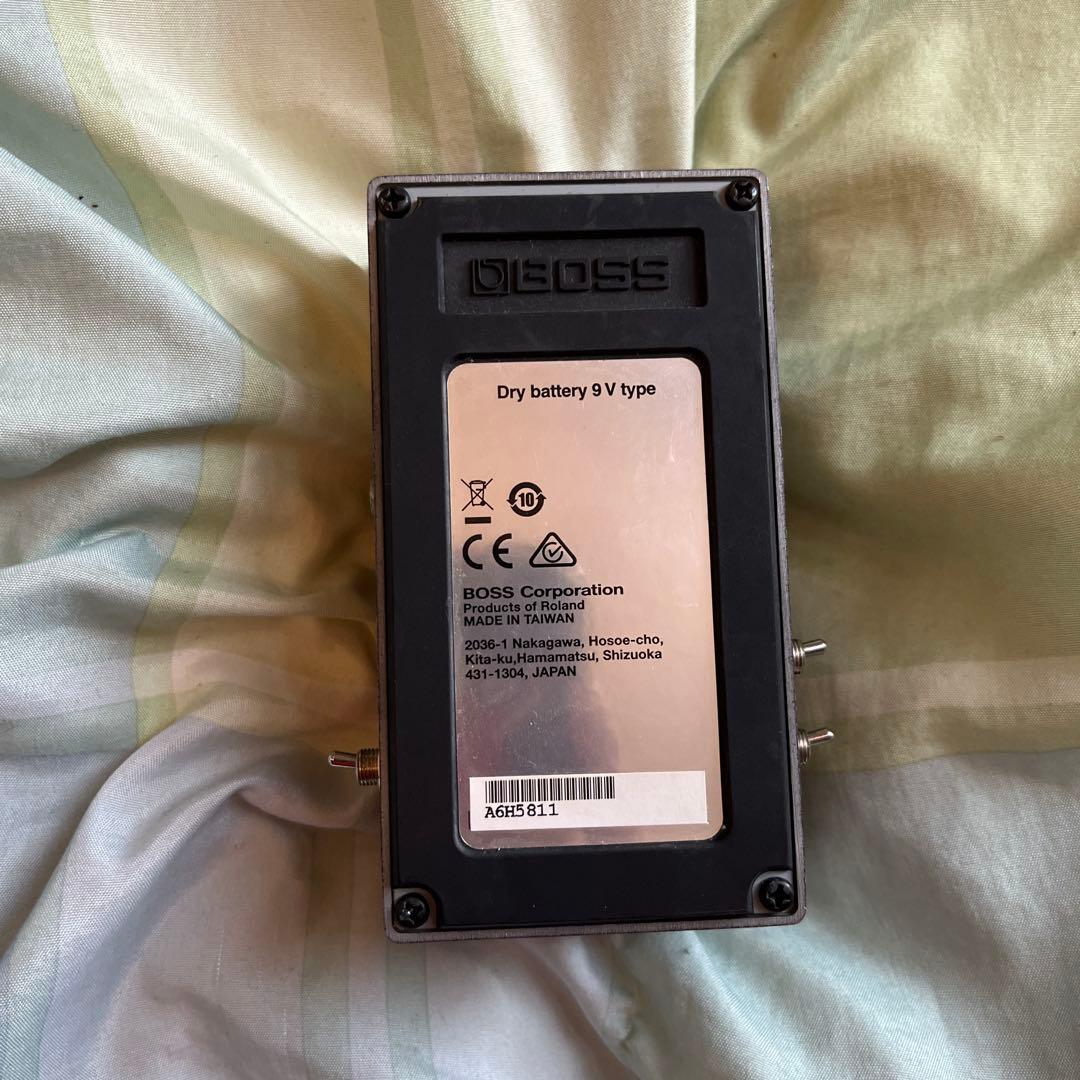 BOSS
Dry battery 9 V type
10
CE
BOSS Corporation
Products of Roland
MADE IN TAIWAN
2036-1 Nakagawa, Hosoe-cho,
Kita-ku,Hamamatsu, Shizuoka
431-1304, JAPAN
A6H5811